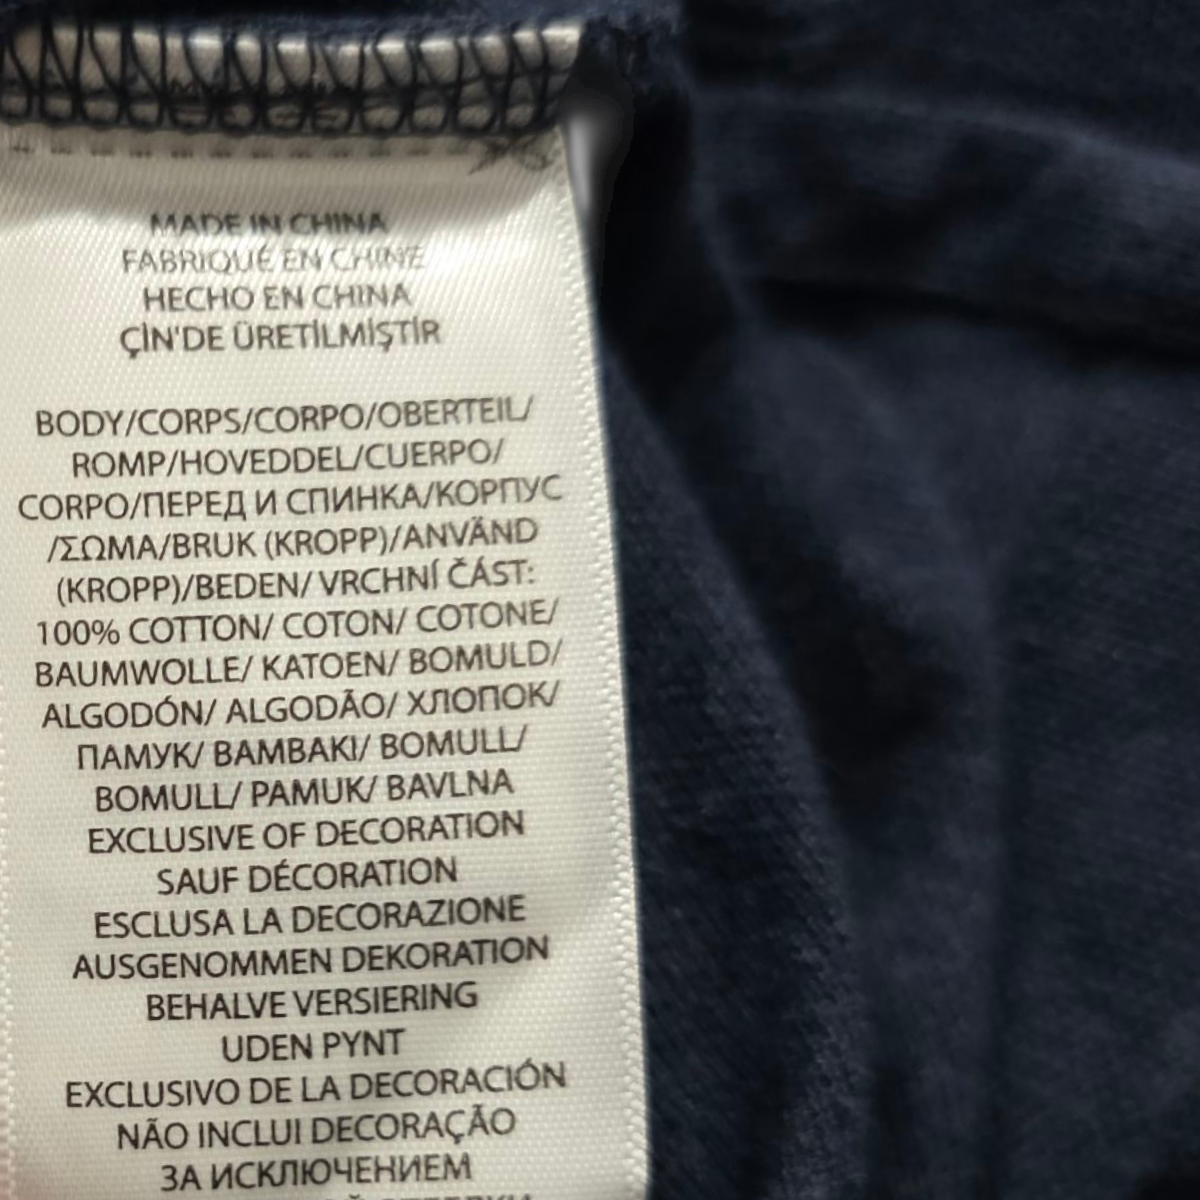 MADE IN CHINA
FABRIQUÉ EN CHINE
HECHO EN CHINA
ÇİN'DE ÜRETİLMİŞTİR
BODY/CORPS/CORPO/OBERTEIL/
ROMP/HOVEDDEL/CUERPO/
CORPO/ПЕРЕД И СПИНКА/КОРПУС
/ΣΩΜΑ/BRUK (KROPP)/ANVÄND
(KROPP)/BEDEN/ VRCHNÍ ČÁST:
100% COTTON/ COTON/ COTONE/
BAUMWOLLE/ KATOEN/ BOMULD/
ALGODÓN/ ALGODÃO/ ХЛОПОК/
ПАМУК/ ΒΑΜΒΑΚΙ/ BOMULL/
BOMULL/ PAMUK/ BAVLNA
EXCLUSIVE OF DECORATION
SAUF DÉCORATION
ESCLUSA LA DECORAZIONE
AUSGENOMMEN DEKORATION
BEHALVE VERSIERING
UDEN PYNT
EXCLUSIVO DE LA DECORACIÓN
NÃO INCLUI DECORAÇÃO
ЗА ИСКЛЮЧЕНИЕМ